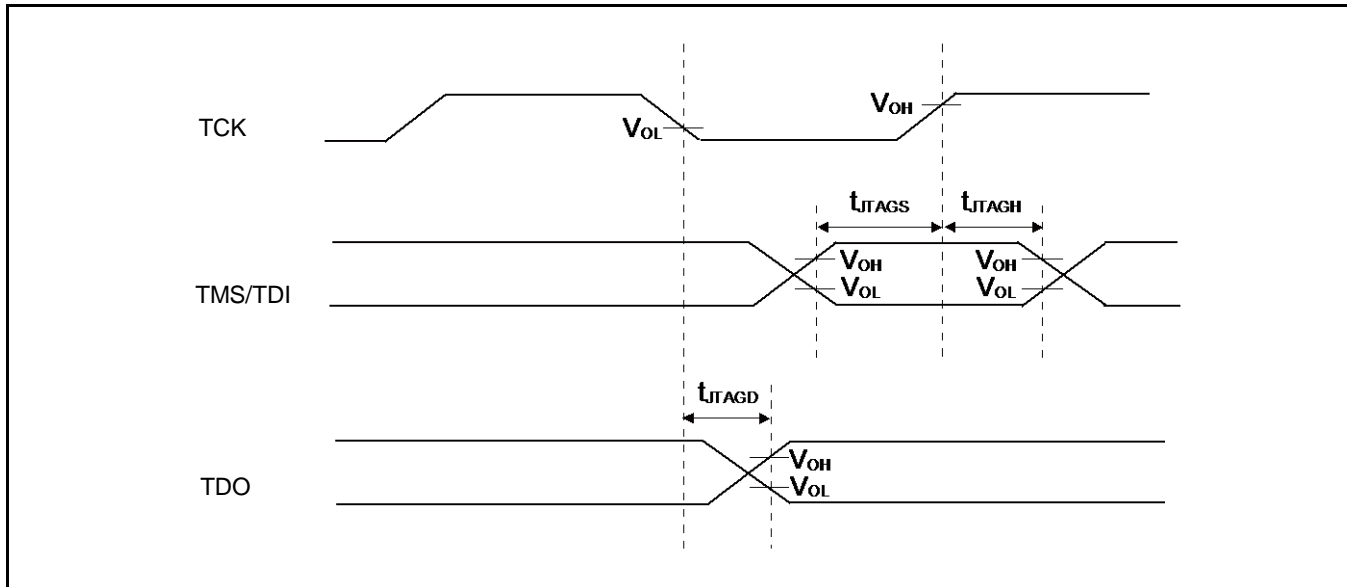 TCK
VOL
VOH
tJTAGS
tJTAGH
TMS/TDI
VOH
VOL
VOH
VOL
tJTAGD
TDO
VOH
VOL